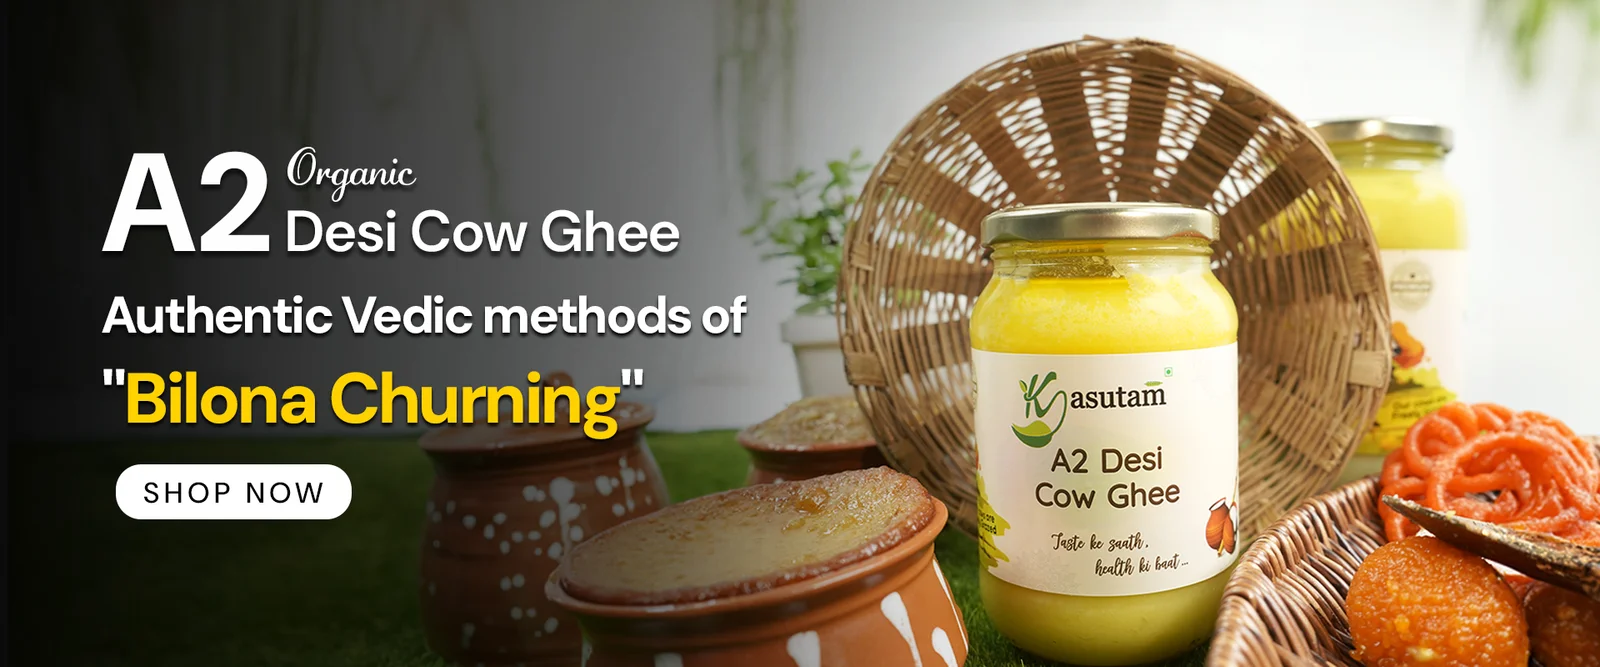 A2 Organic
Desi Cow Ghee
Authentic Vedic methods of
"Bilona Churning"
SHOP NOW
Kasutam
A2 Desi
Cow Ghee
Taste ke saath,
health ki baat...